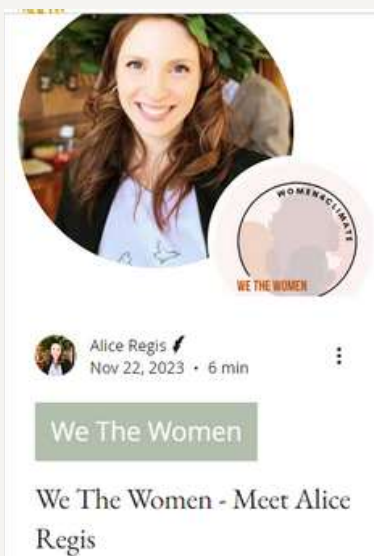 WOMEN4CLIMATE
WE THE WOMEN
Alice Regis
Nov 22, 2023 • 6 min
We The Women
We The Women - Meet Alice
Regis